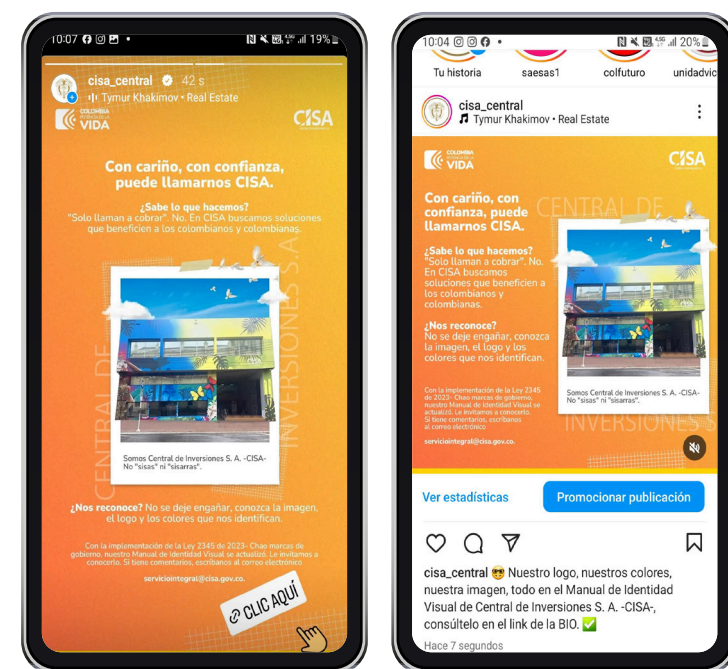 10:07
19%
cisa_central 42 s
Tymur Khakimov • Real Estate
COLOMBIA
POTENCIA DE LA
VIDA
CISA
Con cariño, con confianza,
puede llamarnos CISA.
¿Sabe lo que hacemos?
"Solo llaman a cobrar". No. En CISA buscamos soluciones
que beneficien a los colombianos y colombianas.
CENTRAL DE
INVERSIONES S.A
Somos Central de Inversiones S. A. -CISA-
No "sisas" ni "sisarras".
¿Nos reconoce? No se deje engañar, conozca la imagen,
el logo y los colores que nos identifican.
Con la implementación de la Ley 2345 de 2023- Chao marcas de
gobierno, nuestro Manual de Identidad Visual se actualizó. Le invitamos a
conocerlo. Si tiene comentarios, escríbanos al correo electrónico
serviciointegral@cisa.gov.co.
CLIC AQUÍ
10:04
20%
Tu historia saesas1 colfuturo unidadvic
cisa_central
Tymur Khakimov • Real Estate
COLOMBIA
POTENCIA DE LA
VIDA
CISA
Con cariño, con
confianza, puede
llamarnos CISA.
CENTRAL DE
¿Sabe lo que hacemos?
"Solo llaman a cobrar". No.
En CISA buscamos
soluciones que beneficien a
los colombianos y
colombianas.
¿Nos reconoce?
No se deje engañar, conozca
la imagen, el logo y los
colores que nos identifican.
Con la implementación de la Ley 2345
de 2023- Chao marcas de gobierno,
nuestro Manual de Identidad Visual se
actualizó. Le invitamos a conocerlo.
Si tiene comentarios, escríbanos
al correo electrónico
serviciointegral@cisa.gov.co.
Somos Central de Inversiones S. A. -CISA-
No "sisas" ni "sisarras".
INVERSIONES S
Ver estadísticas
Promocionar publicación
cisa_central 🤓 Nuestro logo, nuestros colores,
nuestra imagen, todo en el Manual de Identidad
Visual de Central de Inversiones S. A. -CISA-,
consúltelo en el link de la BIO. ✅
Hace 7 segundos